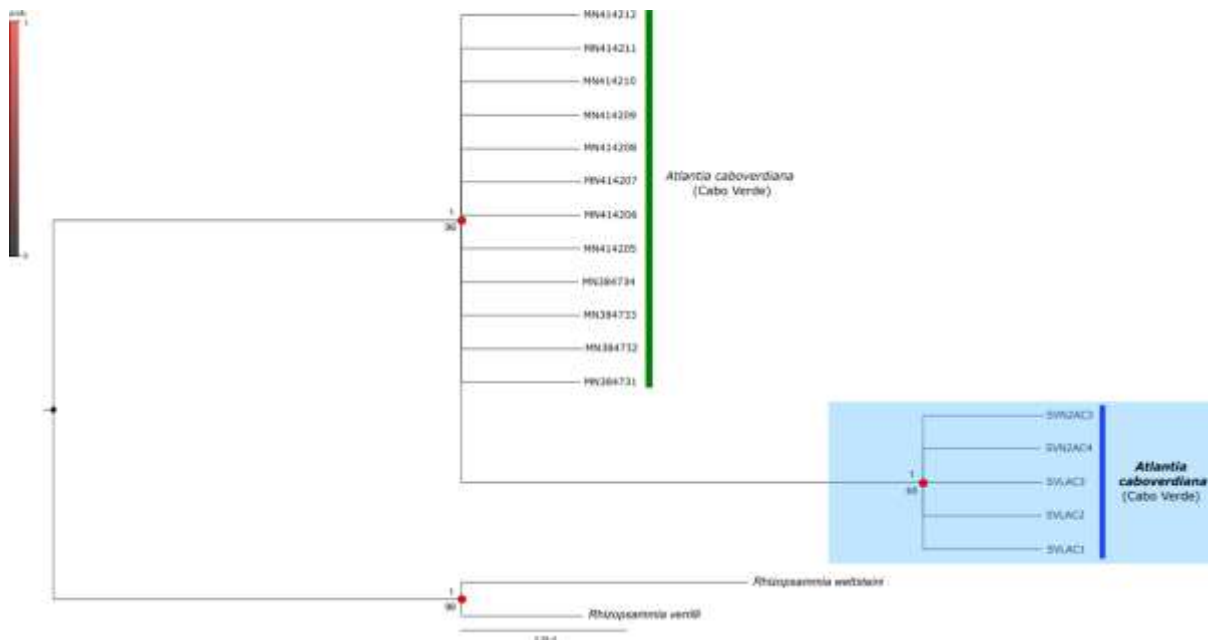 1
MN414212
MN414211
MN414210
MN414209
MN414208
MN414207
MN414206
MN414205
MN384734
MN384733
MN384732
MN384731
Atlantia caboverdiana
(Cabo Verde)
1
SVN2AC3
SVN2AC4
SVLAC3
SVLAC2
SVLAC1
Atlantia
caboverdiana
(Cabo Verde)
1
Rhizopsammia wettsteini
1
Rhizopsammia verrilli